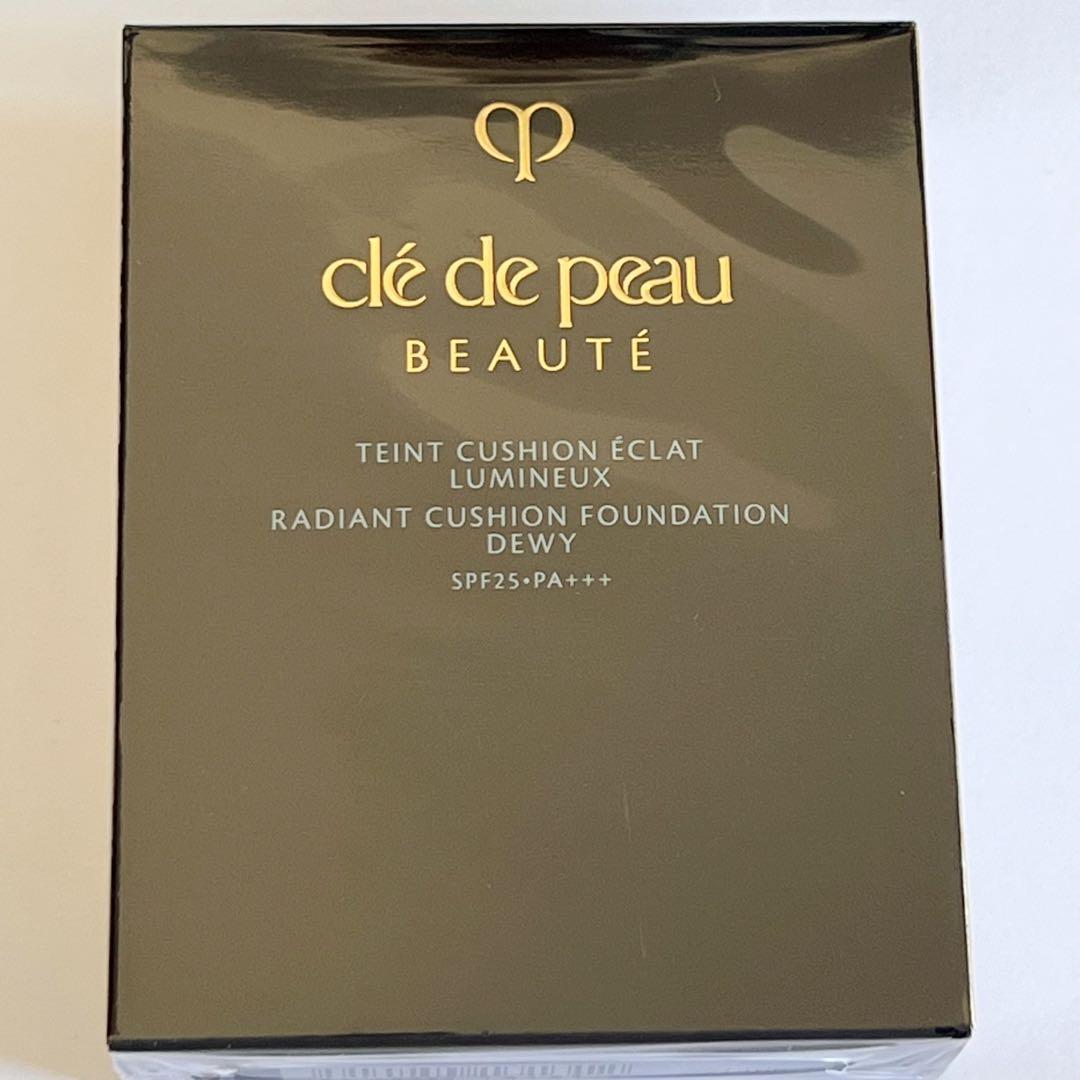 clé de peau
BEAUTÉ
TEINT CUSHION ÉCLAT
LUMINEUX
RADIANT CUSHION FOUNDATION
DEWY
SPF25•PA+++